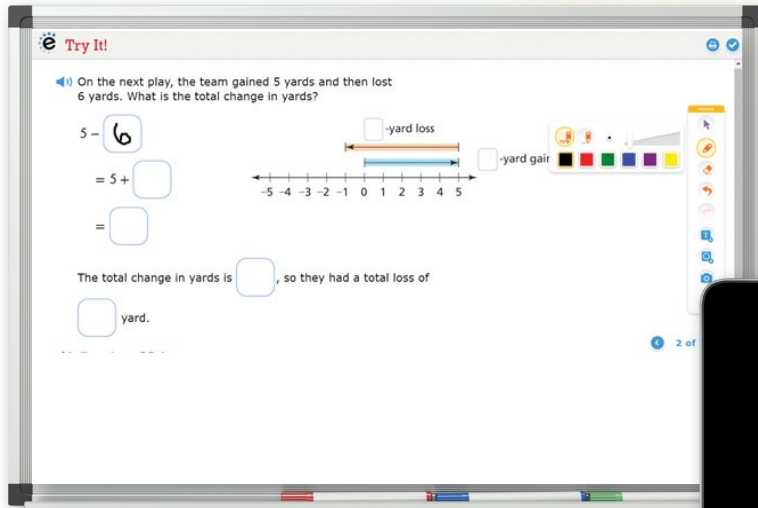 e Try It!
On the next play, the team gained 5 yards and then lost
6 yards. What is the total change in yards?
5 − 6
-yard loss
= 5 +
-yard gain
-5 -4 -3 -2 -1 0 1 2 3 4 5
=
The total change in yards is , so they had a total loss of
yard.
2 of